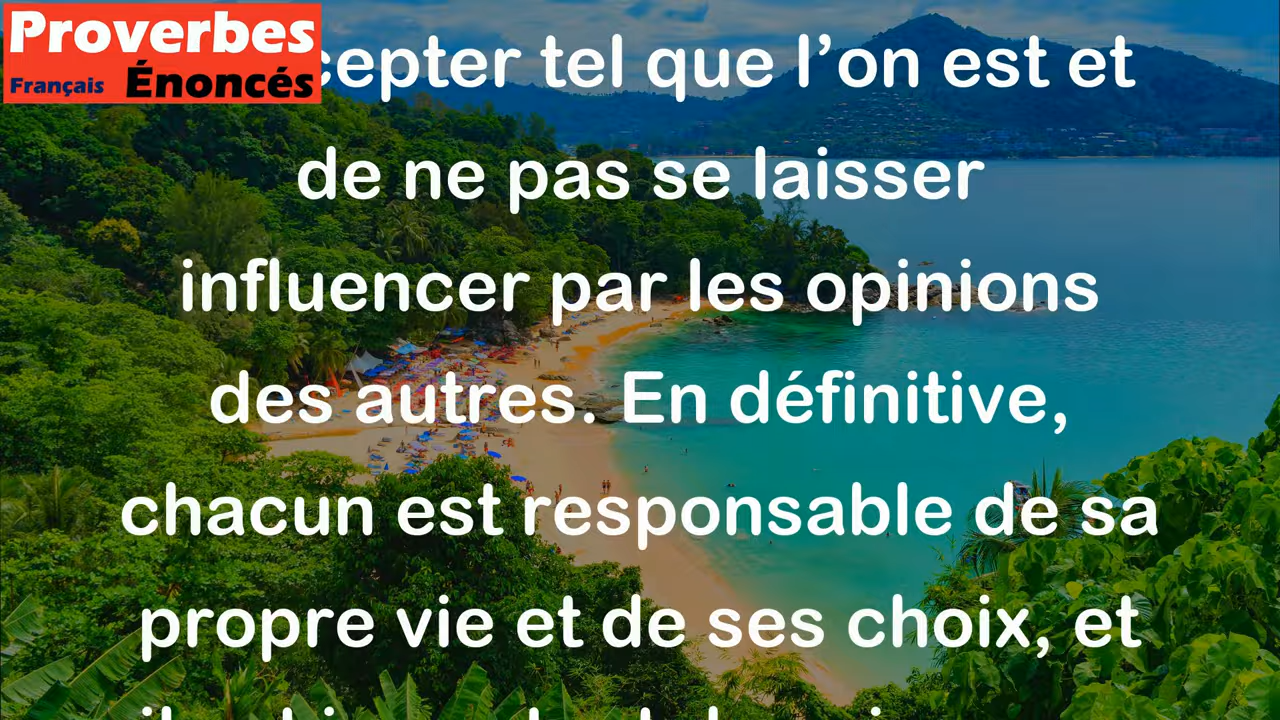 Proverbes
Français Énoncés
cepter tel que l’on est et
de ne pas se laisser
influencer par les opinions
des autres. En définitive,
chacun est responsable de sa
propre vie et de ses choix, et